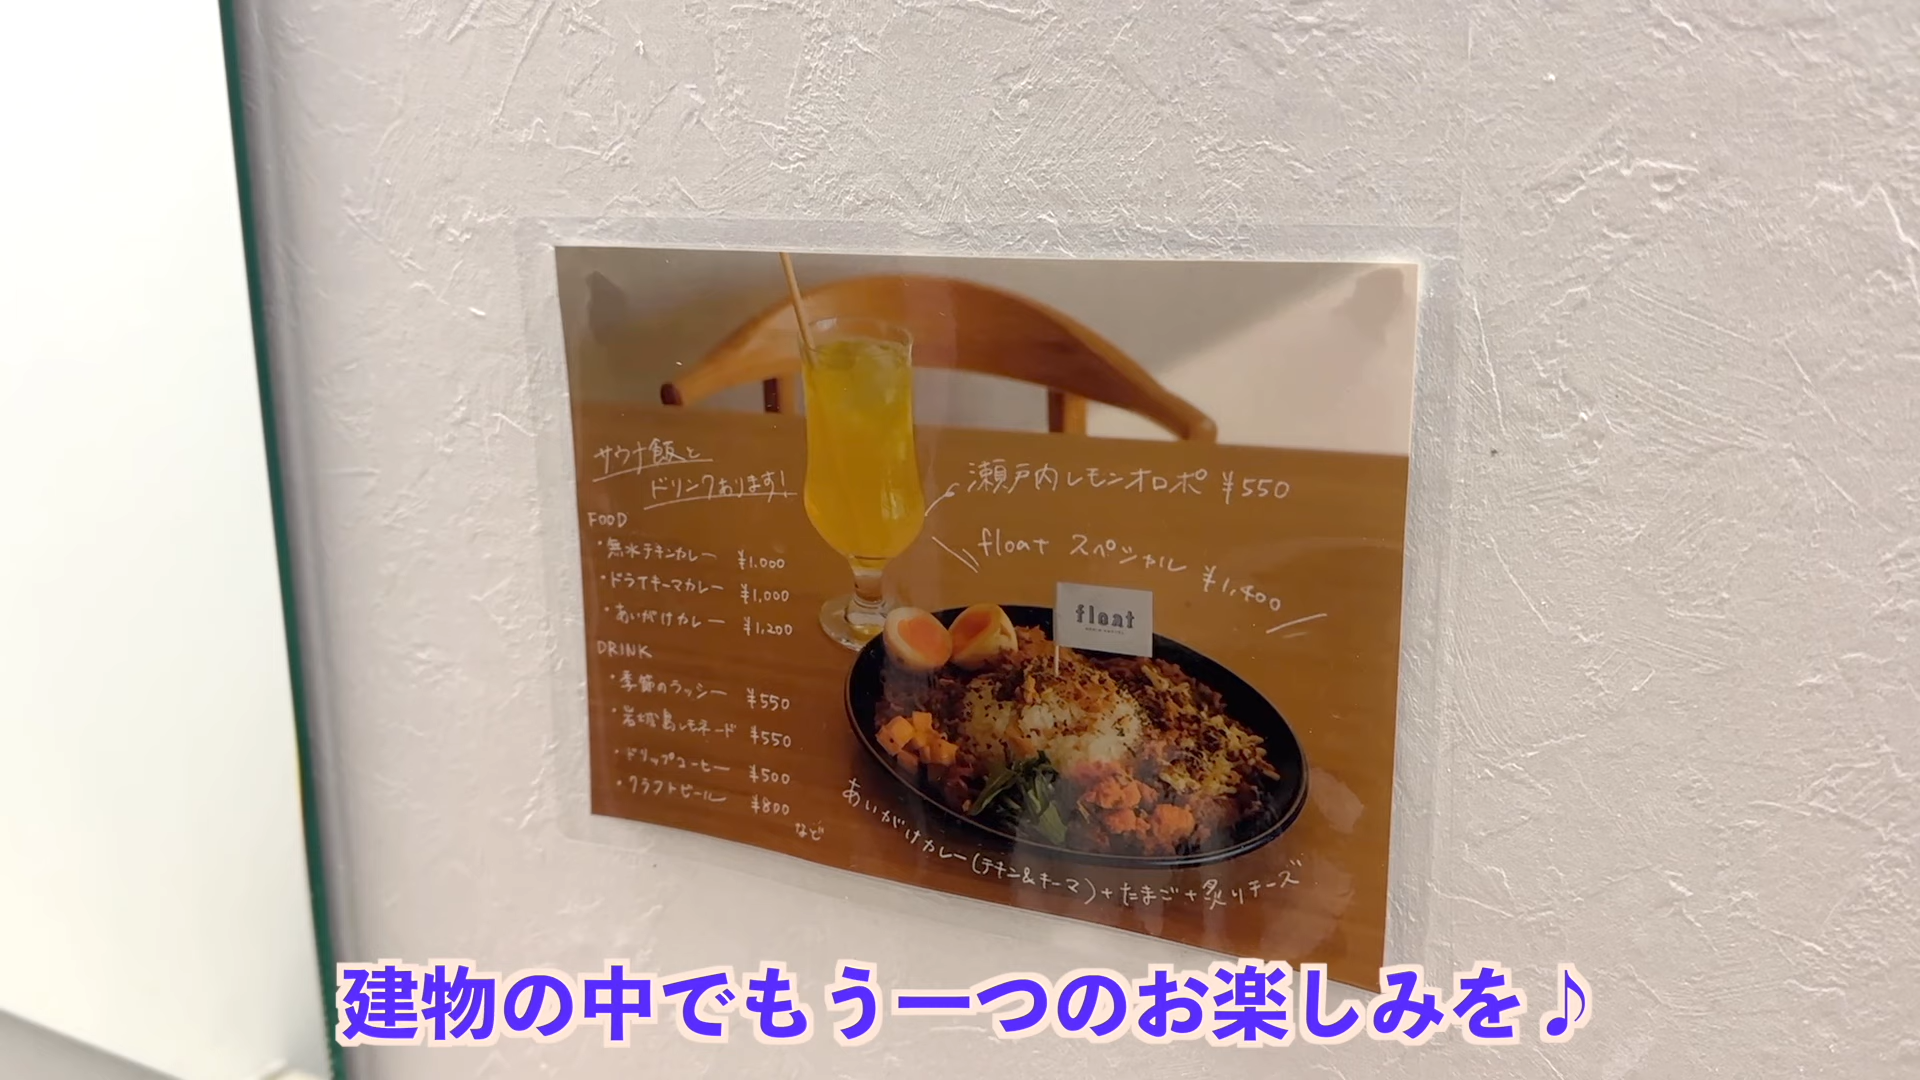 サウナ飯と
ドリンクあります!
FOOD
・無水チキンカレー ¥1,000
・ドライキーマカレー ¥1,000
・あいがけカレー ¥1,200
DRINK
・季節のラッシー ¥550
・岩城島レモネード ¥550
・ドリップコーヒー ¥500
・クラフトビール ¥800
など
瀬戸内レモンオロポ ¥550
float スペシャル ¥1,400
float
あいがけカレー(チキン&キーマ)+たまご+炙りチーズ
建物の中でもう一つのお楽しみを♪